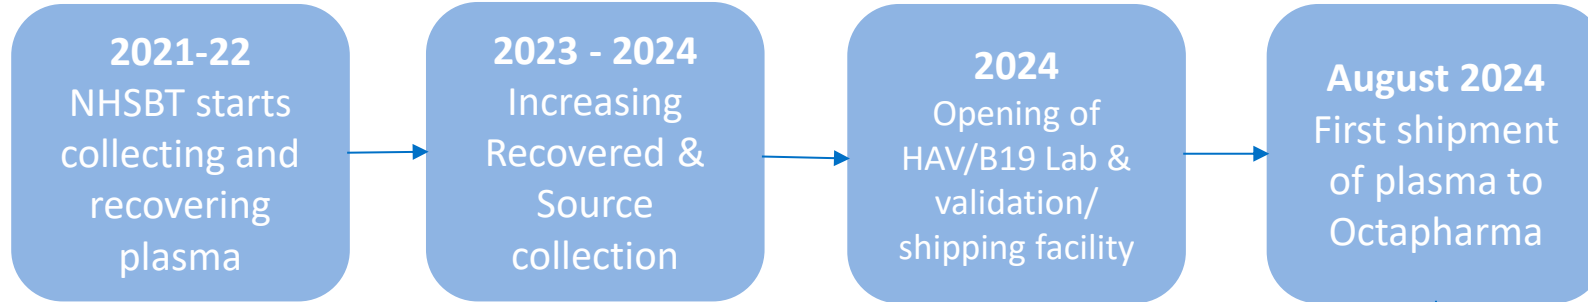 2021-22
NHSBT starts
collecting and
recovering
plasma
2023 - 2024
Increasing
Recovered &
Source
collection
2024
Opening of
HAV/B19 Lab &
validation/
shipping facility
August 2024
First shipment
of plasma to
Octapharma